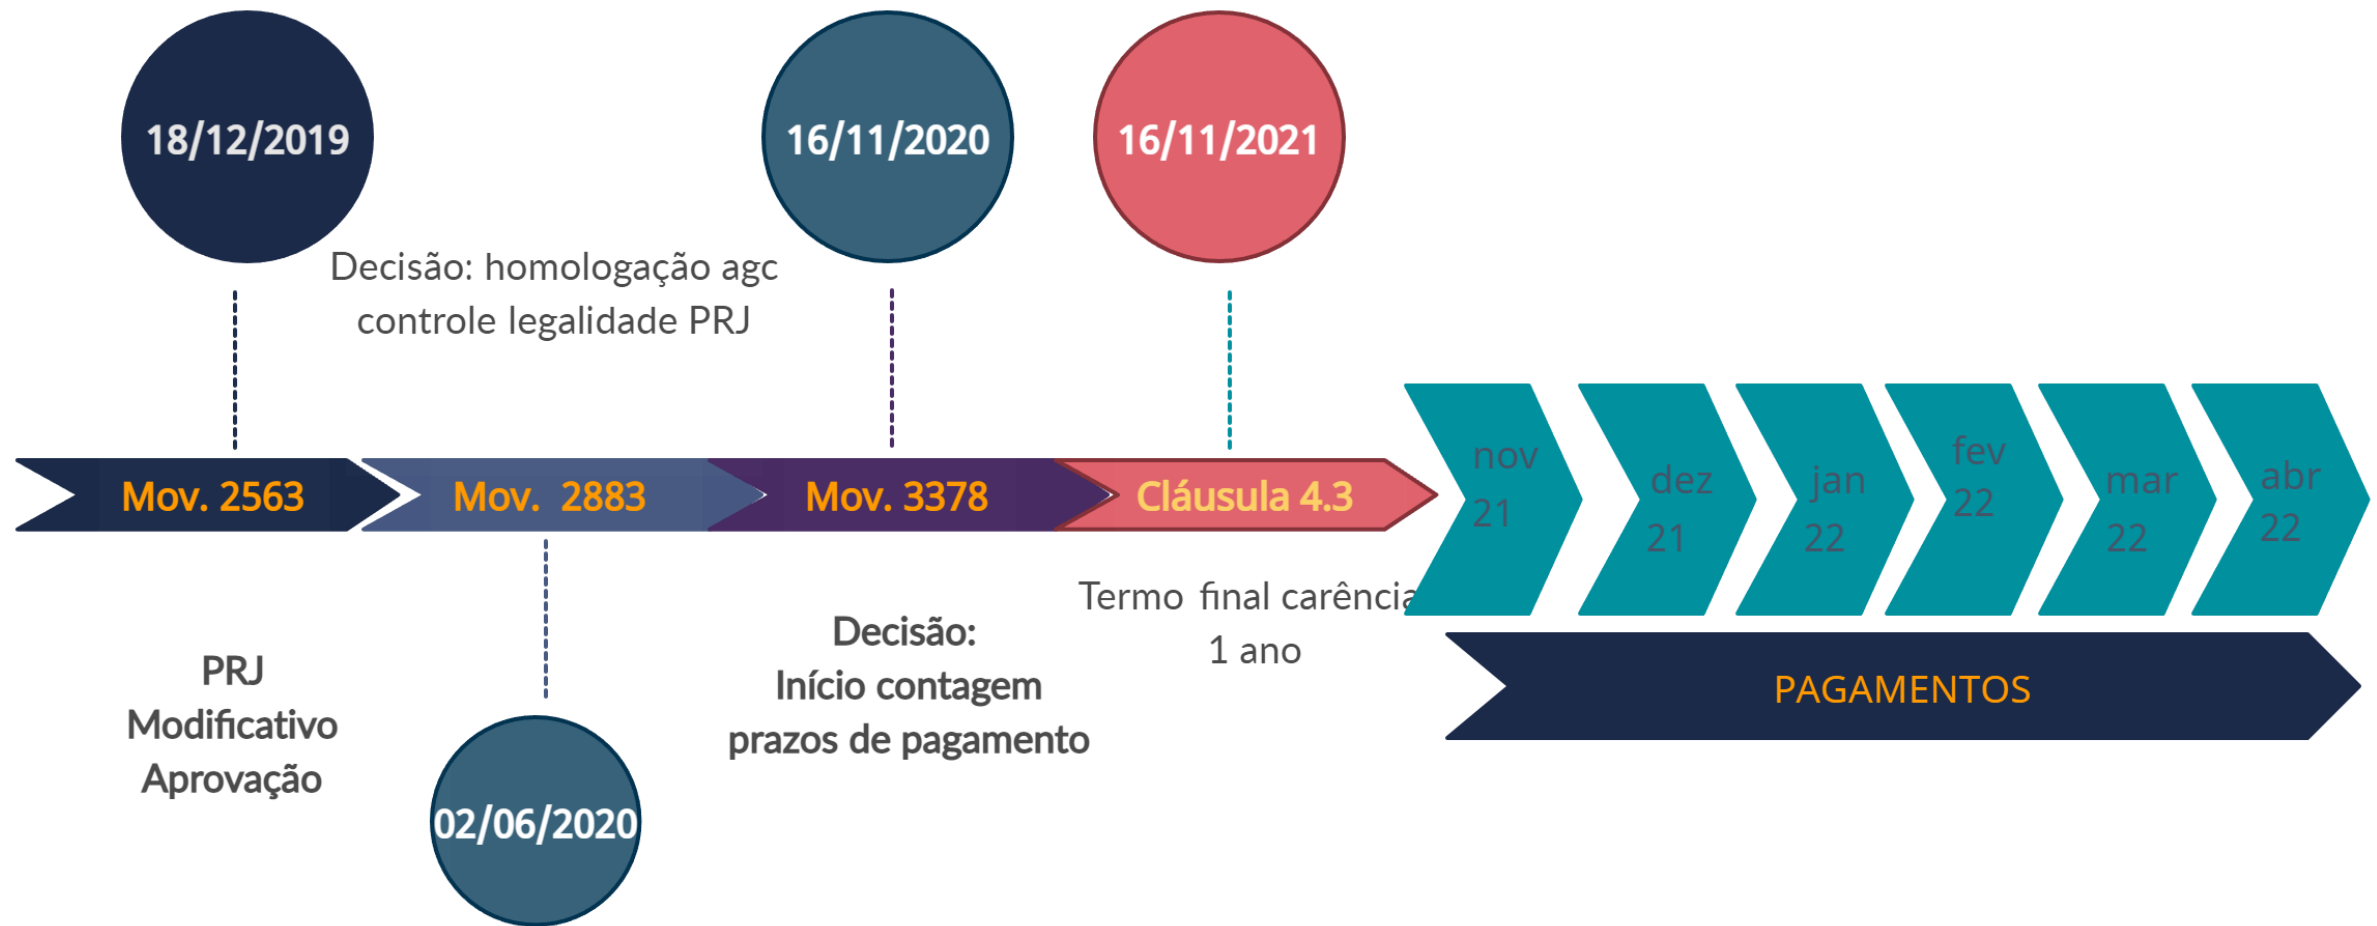 18/12/2019
16/11/2020
16/11/2021
Decisão: homologação agc
controle legalidade PRJ
Mov. 2563
Mov. 2883
Mov. 3378
Cláusula 4.3
nov
21
dez
21
jan
22
fev
22
mar
22
abr
22
Termo final carência
1 ano
PRJ
Modificativo
Aprovação
Decisão:
Início contagem
prazos de pagamento
PAGAMENTOS
02/06/2020